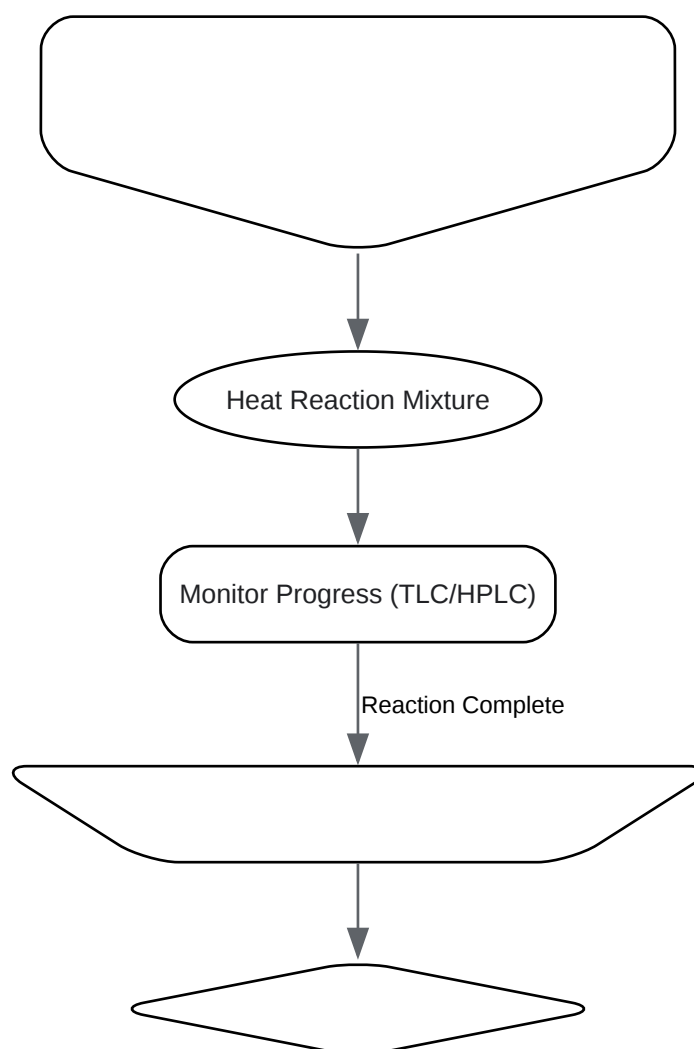 Heat Reaction Mixture
Monitor Progress (TLC/HPLC)
Reaction Complete